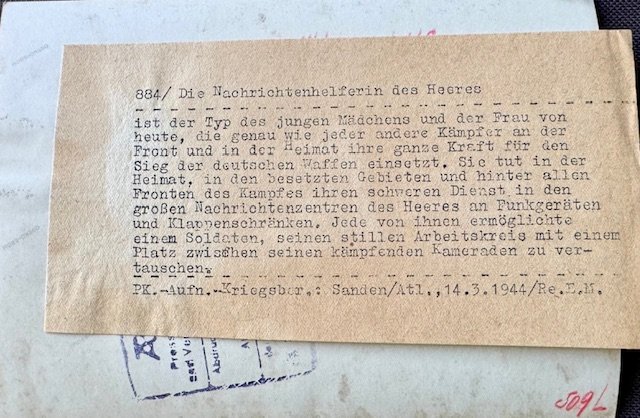 884/ Die Nachrichtenhelferin des Heeres
ist der Typ des jungen Mädchens und der Frau von
heute, die genau wie jeder andere Kämpfer an der
Front und in der Heimat ihre ganze Kraft für den
Sieg der deutschen Waffen einsetzt. Sie tut in der
Heimat, in den besetzten Gebieten und hinter allen
Fronten des Kampfes ihren schweren Dienst in den
großen Nachrichtenzentren des Heeres an Funkgeräten
und Klappenschränken. Jede von ihnen ermöglichte
einem Soldaten, seinen stillen Arbeitskreis mit einem
Platz zwischen seinen kämpfenden Kameraden zu ver-
tauschen.
PK.-Aufn.-Kriegsber.: Sanden/Atl.,14.3.1944/Re.E.M.
Press